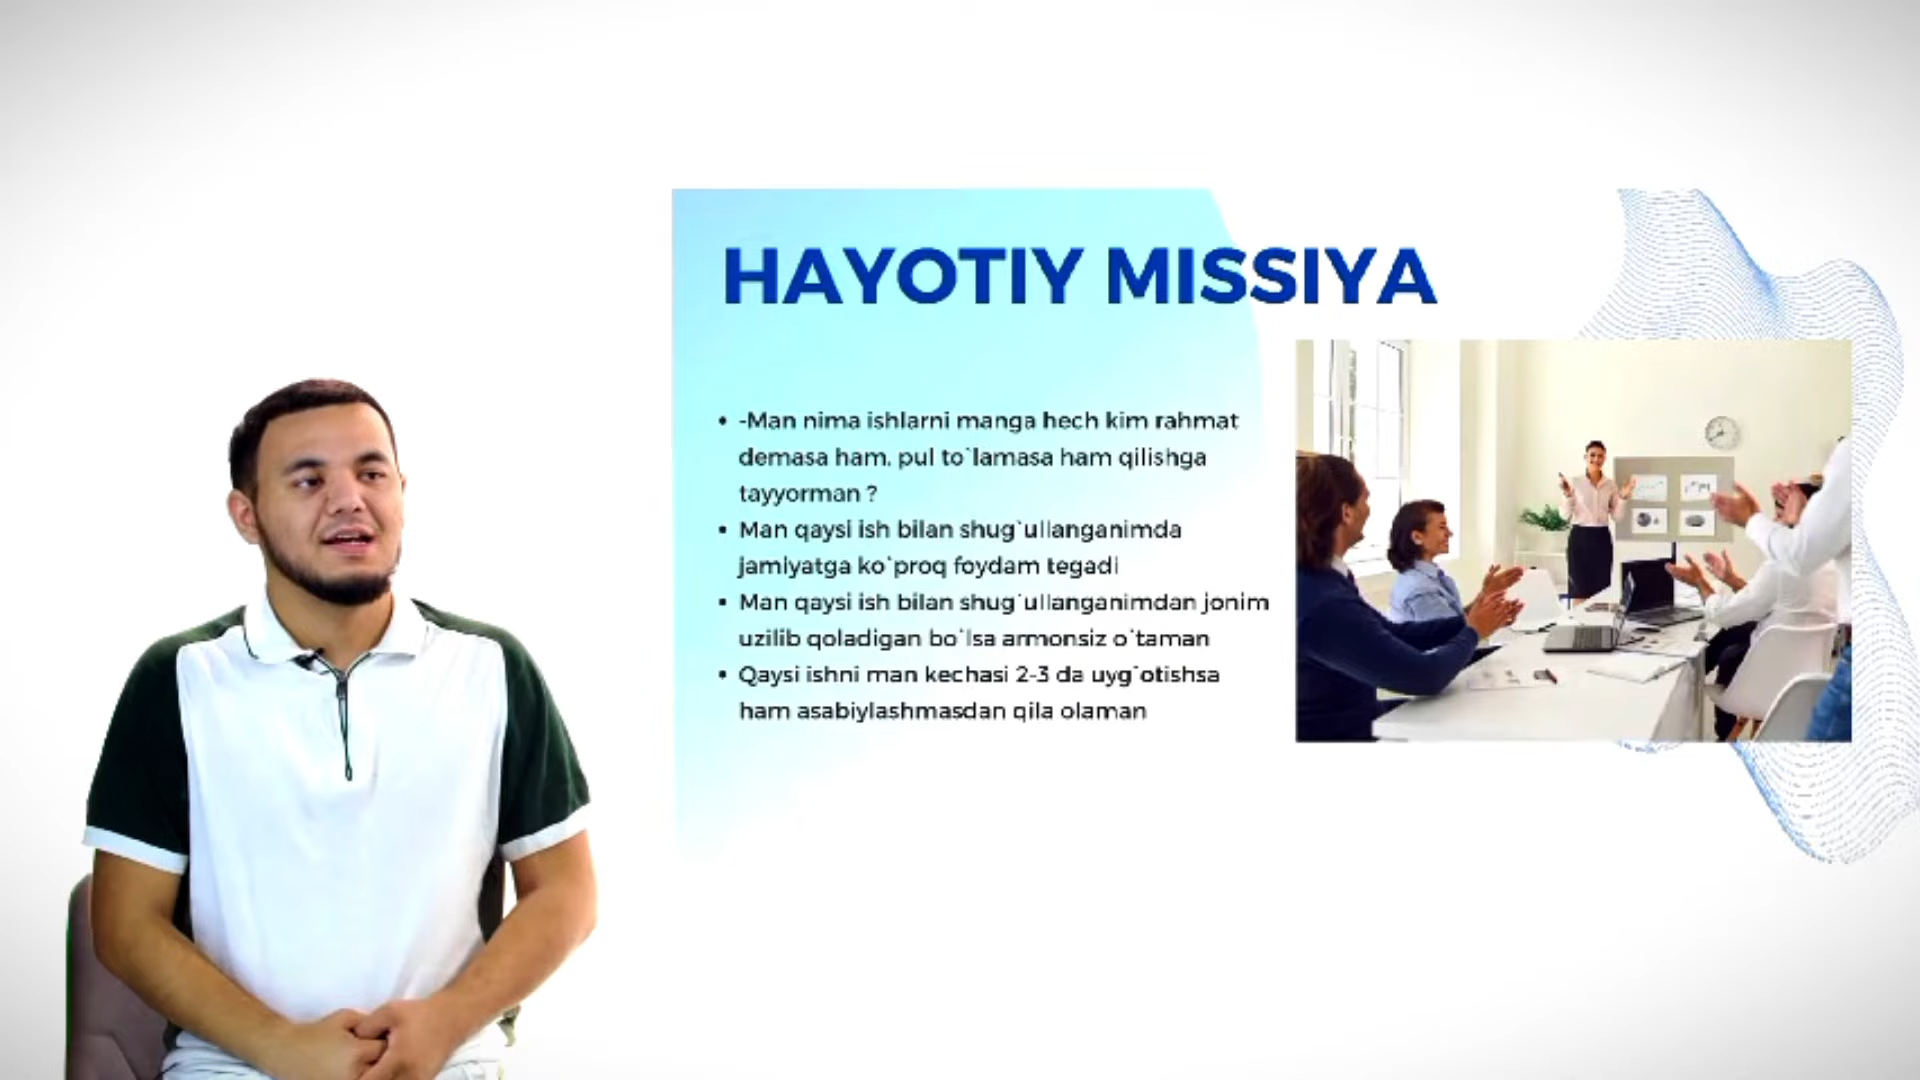 HAYOTIY MISSIYA
• -Man nima ishlarni manga hech kim rahmat
demasa ham, pul to`lamasa ham qilishga
tayyorman ?
• Man qaysi ish bilan shug`ullanganimda
jamiyatga ko`proq foydam tegadi
• Man qaysi ish bilan shug`ullanganimdan jonim
uzilib qoladigan bo`lsa armonsiz o`taman
• Qaysi ishni man kechasi 2-3 da uyg`otishsa
ham asabiylashmasdan qila olaman